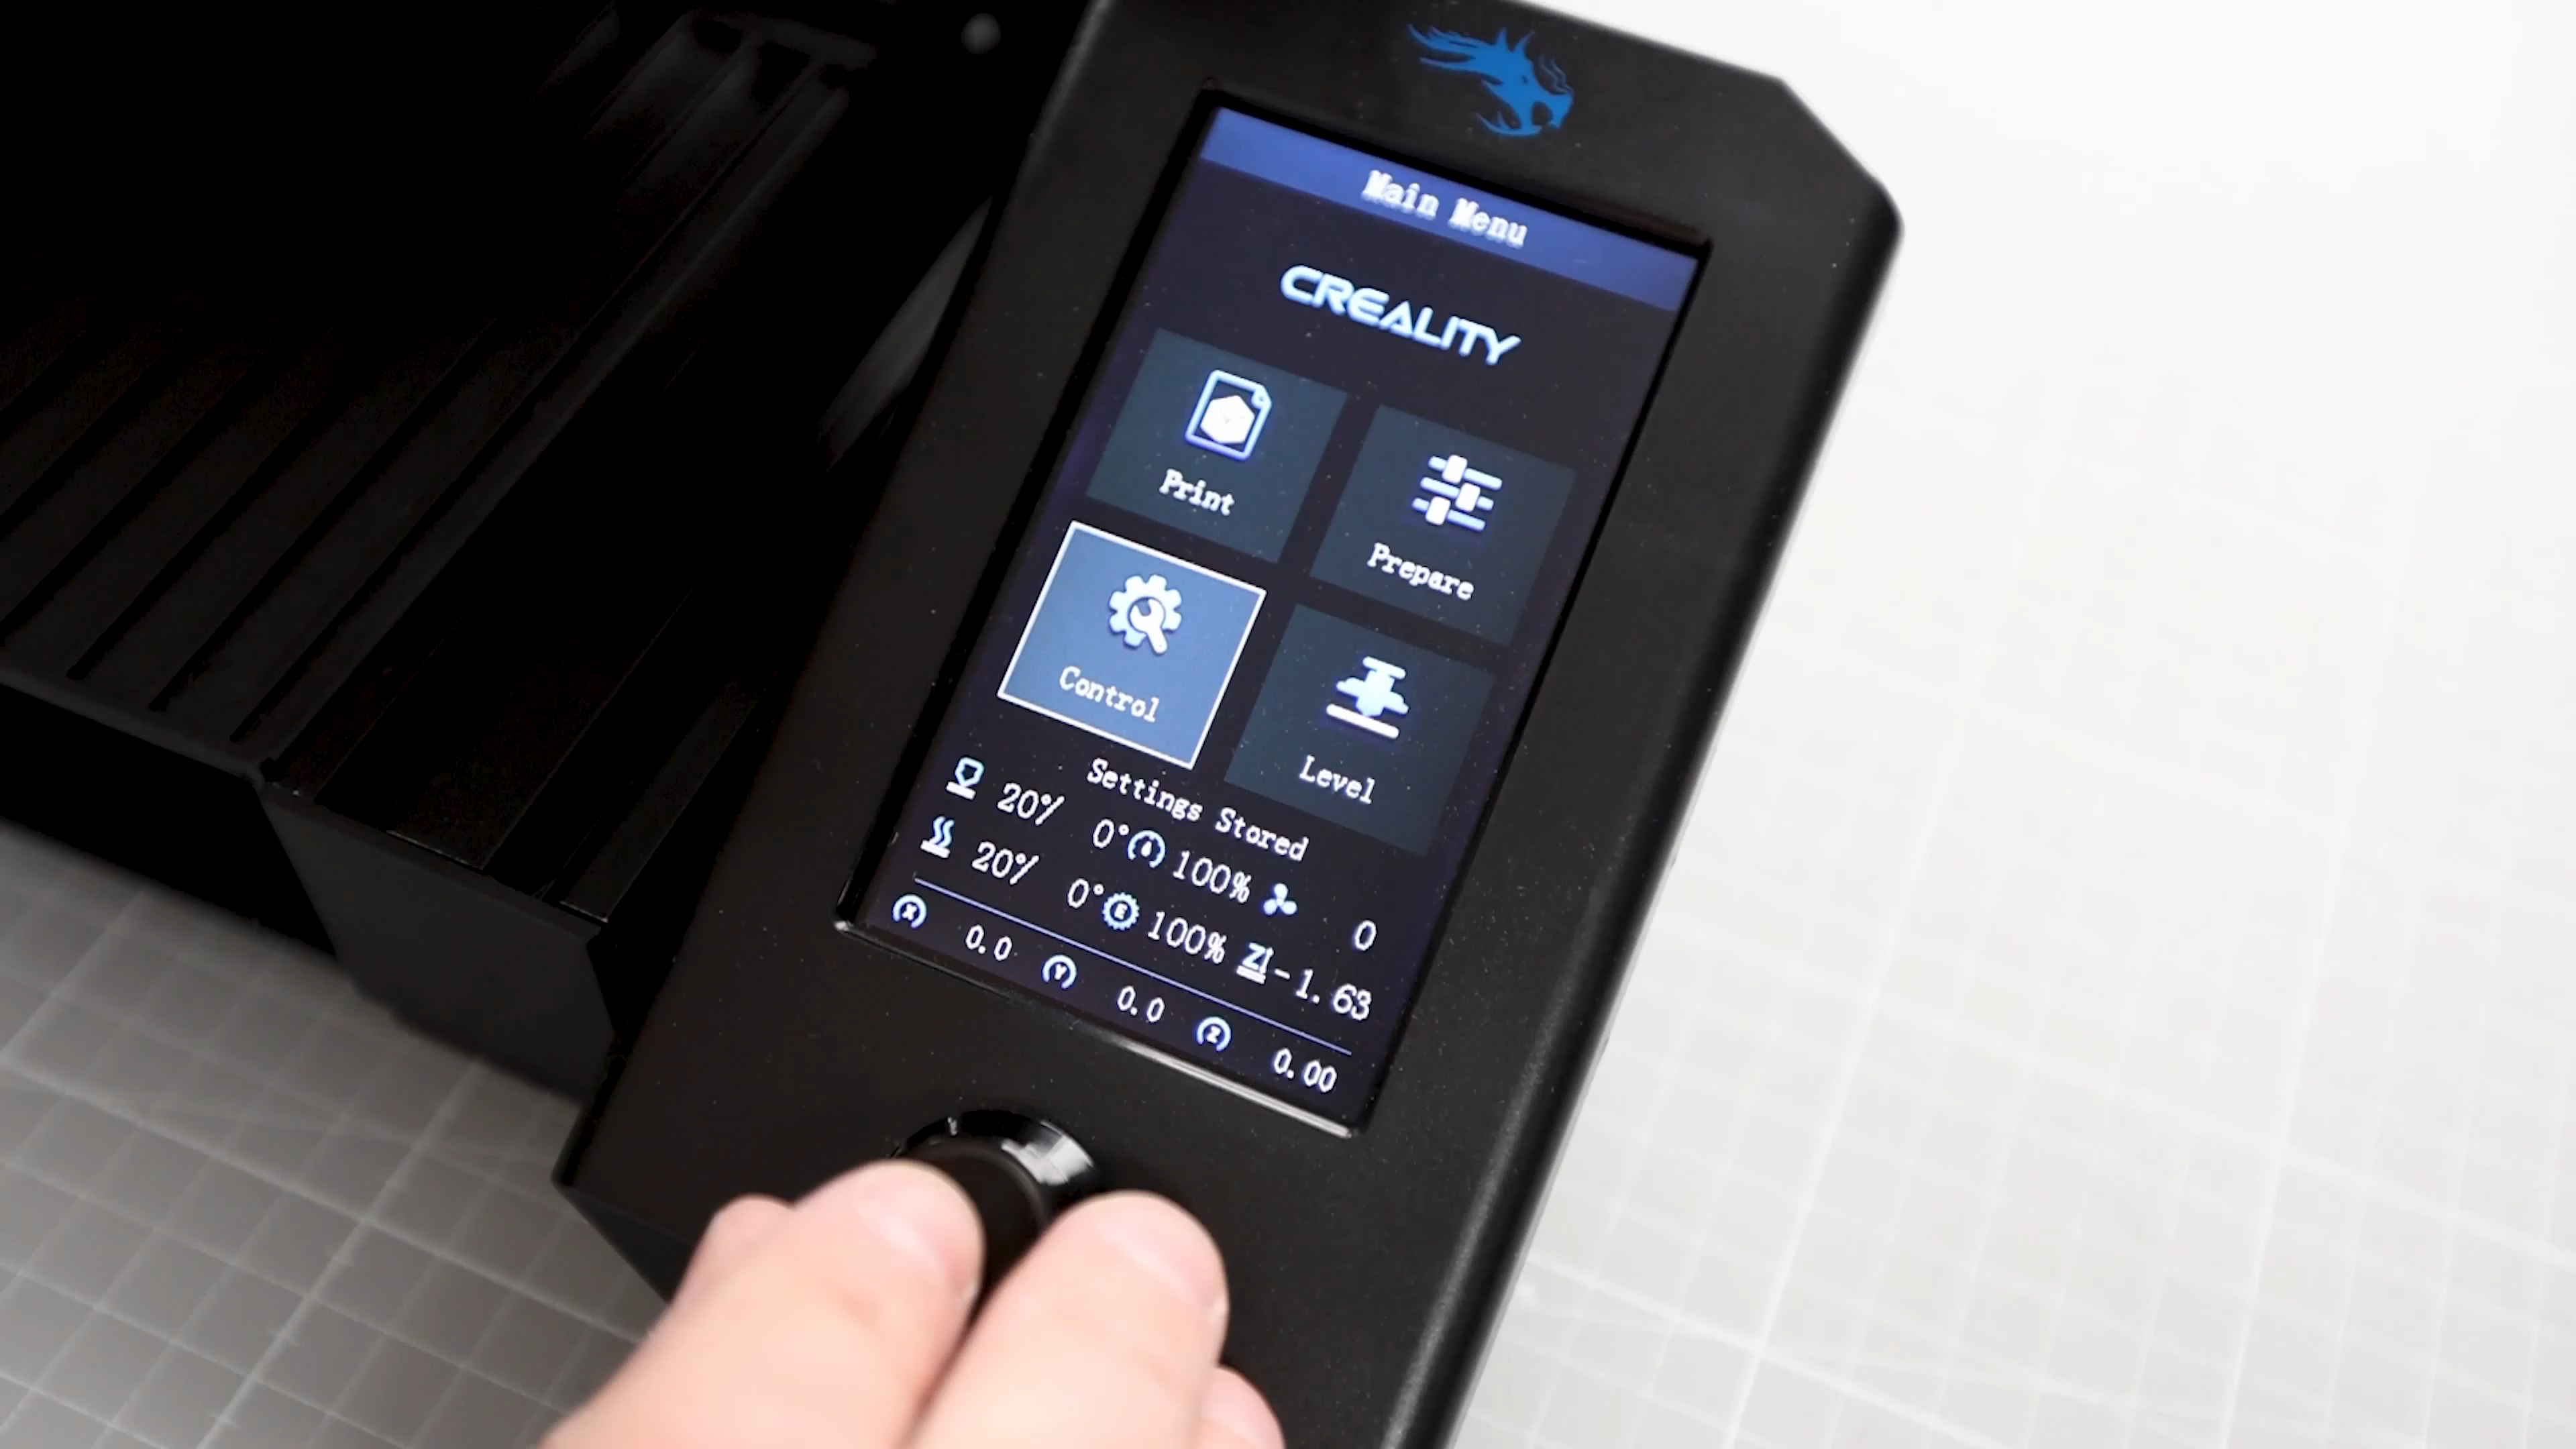 Main Menu
CREALITY
Print
Prepare
Control
Level
Settings Stored
20/ 0° 100% 0
20/ 0° E 100% Z -1.63
X 0.0 Y 0.0 Z 0.00